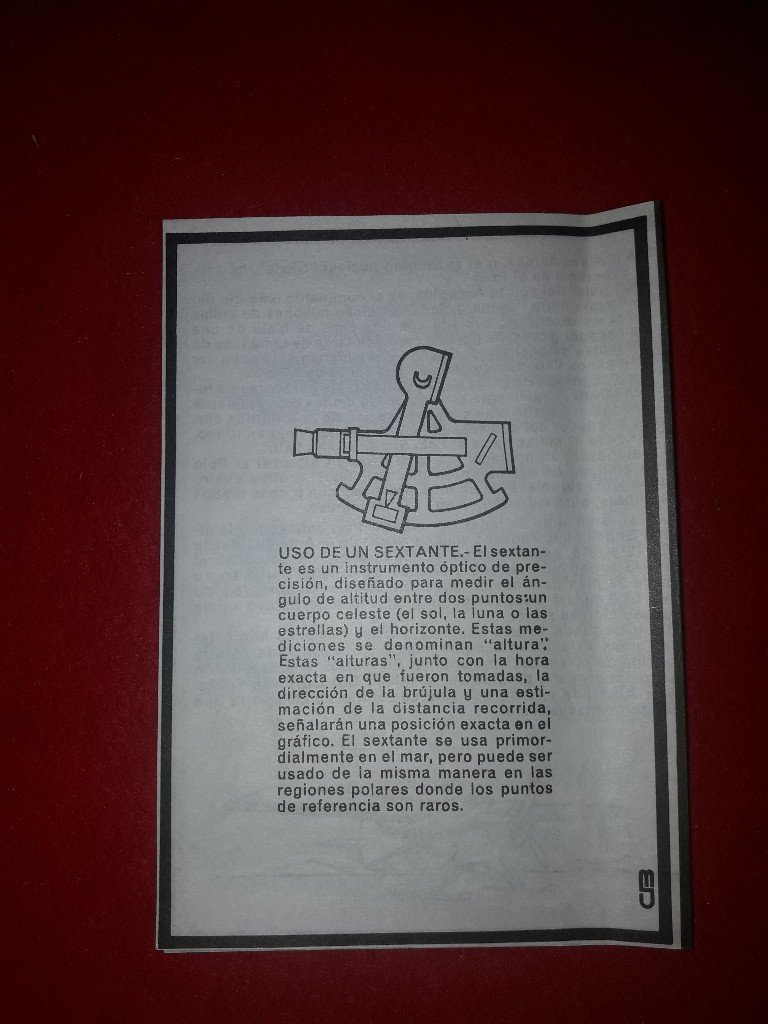 USO DE UN SEXTANTE.- El sextan-
te es un instrumento óptico de pre-
cisión, diseñado para medir el án-
gulo de altitud entre dos puntos:un
cuerpo celeste (el sol, la luna o las
estrellas) y el horizonte. Estas me-
diciones se denominan "altura".
Estas "alturas", junto con la hora
exacta en que fueron tomadas, la
dirección de la brújula y una esti-
mación de la distancia recorrida,
señalarán una posición exacta en el
gráfico. El sextante se usa primor-
dialmente en el mar, pero puede ser
usado de la misma manera en las
regiones polares donde los puntos
de referencia son raros.